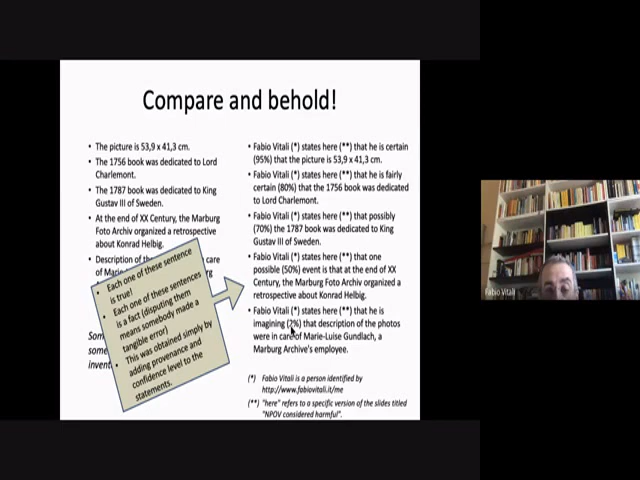 Compare and behold!
• The picture is 53,9 x 41,3 cm.
• The 1756 book was dedicated to Lord
Charlemont.
• The 1787 book was dedicated to King
Gustav III of Sweden.
• At the end of XX Century, the Marburg
Foto Archiv organized a retrospective
about Konrad Helbig.
• Description of the care
of Marie
Som
some
invent
• Each one of these sentence
is true!
• Each one of these sentences
is a fact (disputing them
means somebody made a
tangible error)
• This was obtained simply by
adding provenance and
confidence level to the
statements.
• Fabio Vitali (*) states here (**) that he is certain
(95%) that the picture is 53,9 x 41,3 cm.
• Fabio Vitali (*) states here (**) that he is fairly
certain (80%) that the 1756 book was dedicated
to Lord Charlemont.
• Fabio Vitali (*) states here (**) that possibly
(70%) the 1787 book was dedicated to King
Gustav III of Sweden.
• Fabio Vitali (*) states here (**) that one
possible (50%) event is that at the end of XX
Century, the Marburg Foto Archiv organized a
retrospective about Konrad Helbig.
• Fabio Vitali (*) states here (**) that he is
imagining (2%) that description of the photos
were in care of Marie-Luise Gundlach, a
Marburg Archive's employee.
(*) Fabio Vitali is a person identified by
http://www.fabiovitali.it/me
(**) "here" refers to a specific version of the slides titled
"NPOV considered harmful".
Fabio Vitali